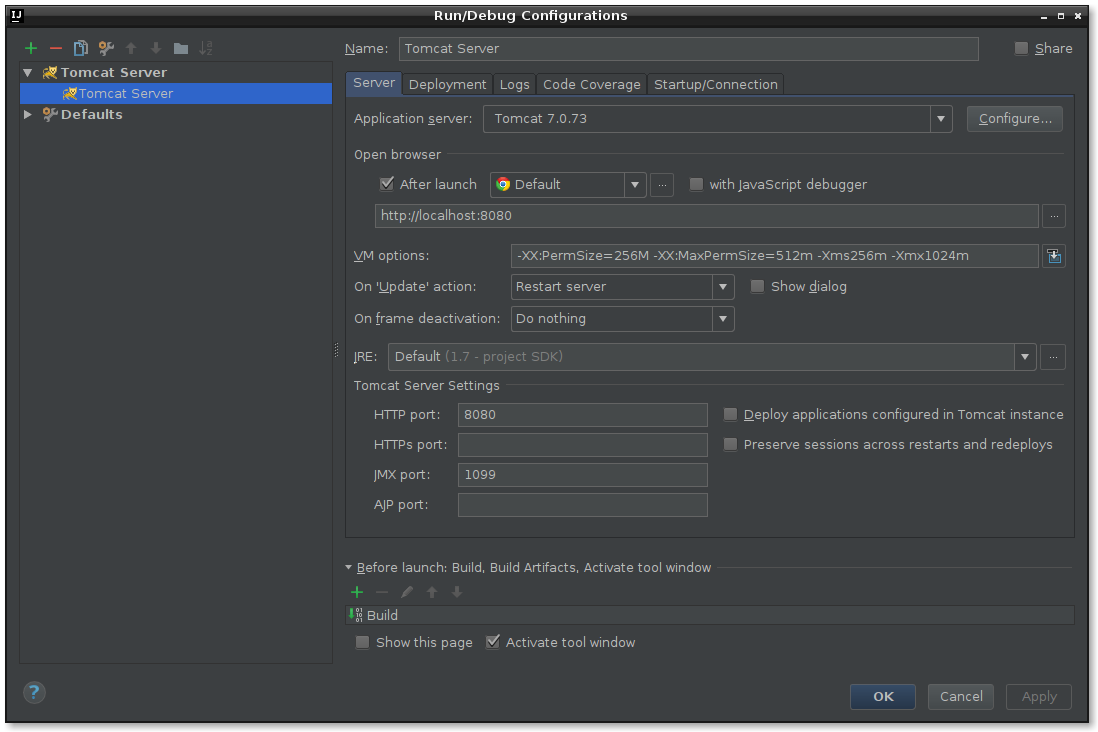 Run/Debug Configurations
Name: Tomcat Server Share
Tomcat Server
Tomcat Server
Defaults
Server Deployment Logs Code Coverage Startup/Connection
Application server: Tomcat 7.0.73 Configure...
Open browser
After launch Default ... with JavaScript debugger
http://localhost:8080 ...
VM options: -XX:PermSize=256M -XX:MaxPermSize=512m -Xms256m -Xmx1024m
On 'Update' action: Restart server Show dialog
On frame deactivation: Do nothing
JRE: Default (1.7 - project SDK) ...
Tomcat Server Settings
HTTP port: 8080 Deploy applications configured in Tomcat instance
HTTPs port: Preserve sessions across restarts and redeploys
JMX port: 1099
AJP port:
Before launch: Build, Build Artifacts, Activate tool window
Build
Show this page Activate tool window
? OK Cancel Apply